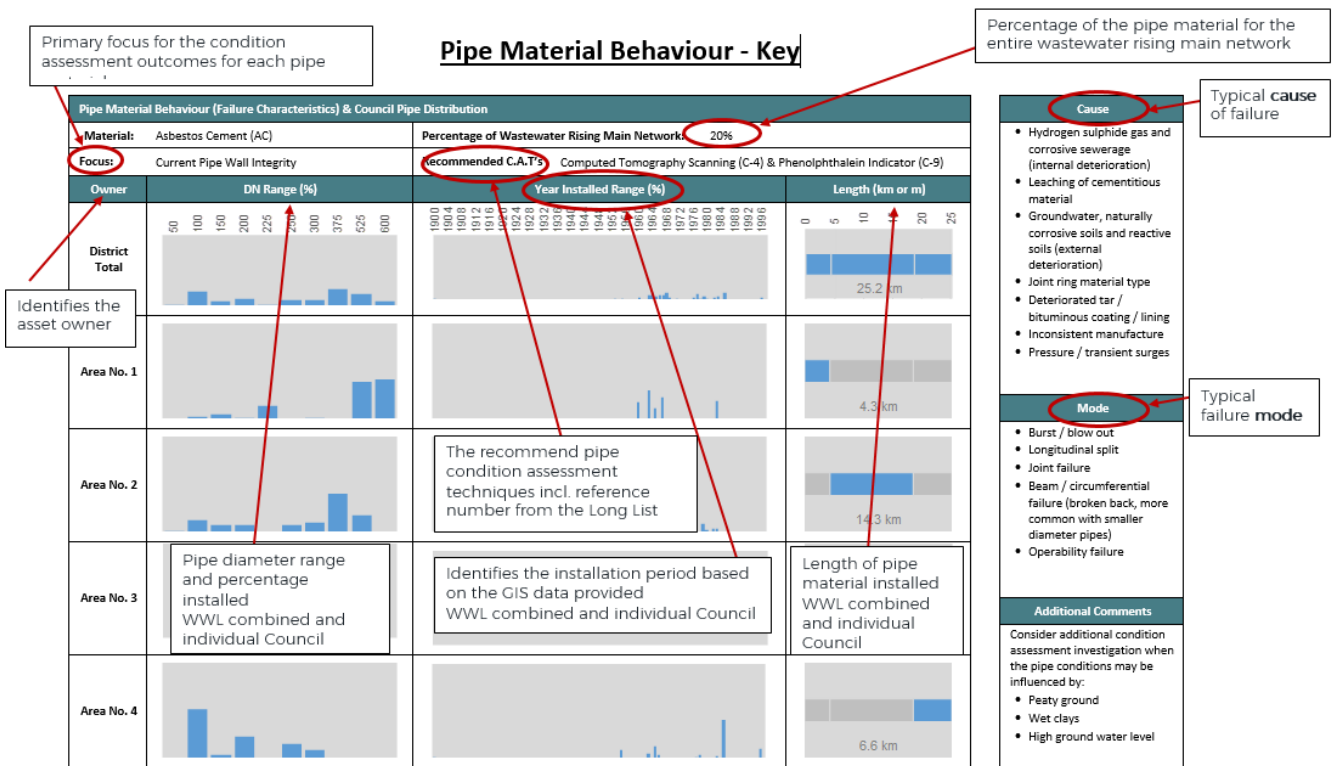 Pipe Material Behaviour - Key
Primary focus for the condition
assessment outcomes for each pipe
Percentage of the pipe material for the
entire wastewater rising main network
Pipe Material Behaviour (Failure Characteristics) & Council Pipe Distribution
Material: Asbestos Cement (AC) Percentage of Wastewater Rising Main Network: 20%
Focus: Current Pipe Wall Integrity Recommended C.A.T's Computed Tomography Scanning (C-4) & Phenolphthalein Indicator (C-9)
Owner DN Range (%) Year Installed Range (%) Length (km or m)
50 100 150 200 225 250 300 375 525 600
1900 1904 1908 1912 1916 1920 1924 1928 1932 1936 1940 1964 1968 1972 1976 1980 1984 1988 1992 1996
0 5 10 20 25
District
Total
25.2 km
Identifies the
asset owner
Area No. 1
4.3 km
Area No. 2
14.3 km
The recommend pipe
condition assessment
techniques incl. reference
number from the Long List
Area No. 3
Pipe diameter range
and percentage
installed
WWL combined and
individual Council
Identifies the installation period based
on the GIS data provided
WWL combined and individual Council
Length of pipe
material installed
WWL combined
and individual
Council
Area No. 4
6.6 km
Cause
Typical cause
of failure
• Hydrogen sulphide gas and
corrosive sewerage
(internal deterioration)
• Leaching of cementitious
material
• Groundwater, naturally
corrosive soils and reactive
soils (external
deterioration)
• Joint ring material type
• Deteriorated tar /
bituminous coating / lining
• Inconsistent manufacture
• Pressure / transient surges
Mode
Typical
failure mode
• Burst / blow out
• Longitudinal split
• Joint failure
• Beam / circumferential
failure (broken back, more
common with smaller
diameter pipes)
• Operability failure
Additional Comments
Consider additional condition
assessment investigation when
the pipe conditions may be
influenced by:
• Peaty ground
• Wet clays
• High ground water level